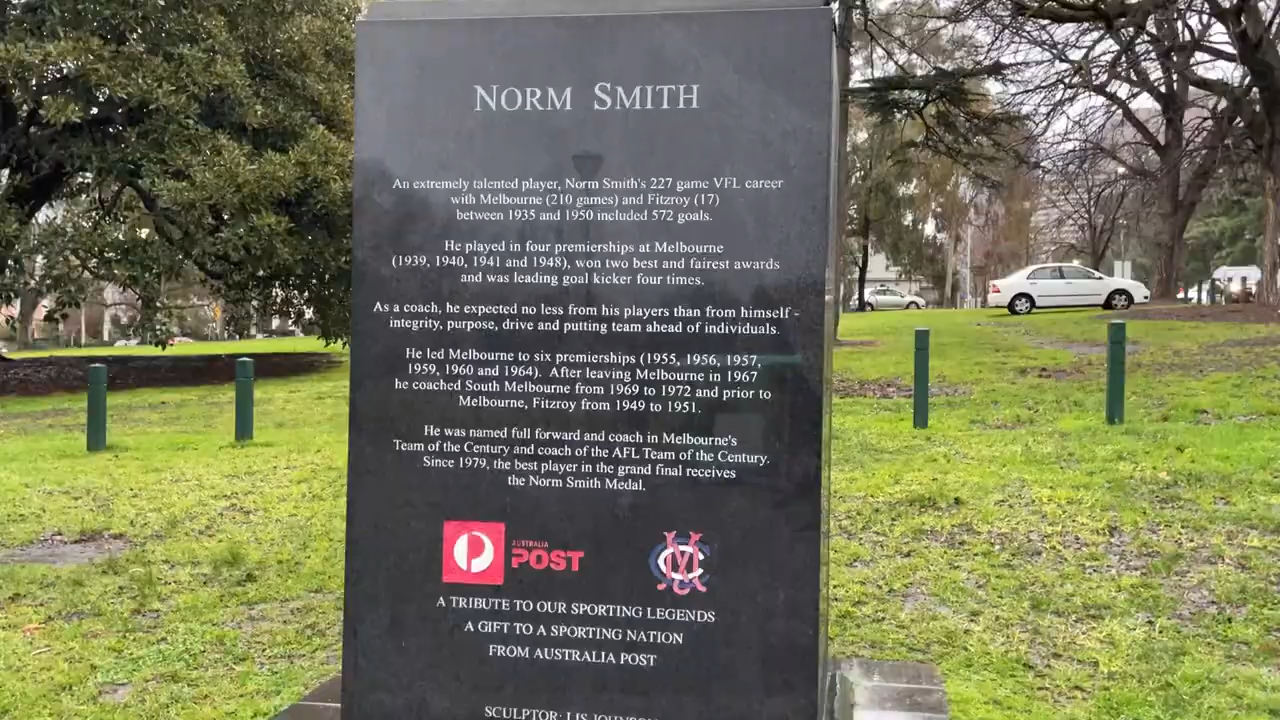 NORM SMITH
An extremely talented player, Norm Smith's 227 game VFL career
with Melbourne (210 games) and Fitzroy (17)
between 1935 and 1950 included 572 goals.
He played in four premierships at Melbourne
(1939, 1940, 1941 and 1948), won two best and fairest awards
and was leading goal kicker four times.
As a coach, he expected no less from his players than from himself -
integrity, purpose, drive and putting team ahead of individuals.
He led Melbourne to six premierships (1955, 1956, 1957,
1959, 1960 and 1964). After leaving Melbourne in 1967
he coached South Melbourne from 1969 to 1972 and prior to
Melbourne, Fitzroy from 1949 to 1951.
He was named full forward and coach in Melbourne's
Team of the Century and coach of the AFL Team of the Century.
Since 1979, the best player in the grand final receives
the Norm Smith Medal.
AUSTRALIA
POST
MCC
A TRIBUTE TO OUR SPORTING LEGENDS
A GIFT TO A SPORTING NATION
FROM AUSTRALIA POST
SCULPTOR: LIS